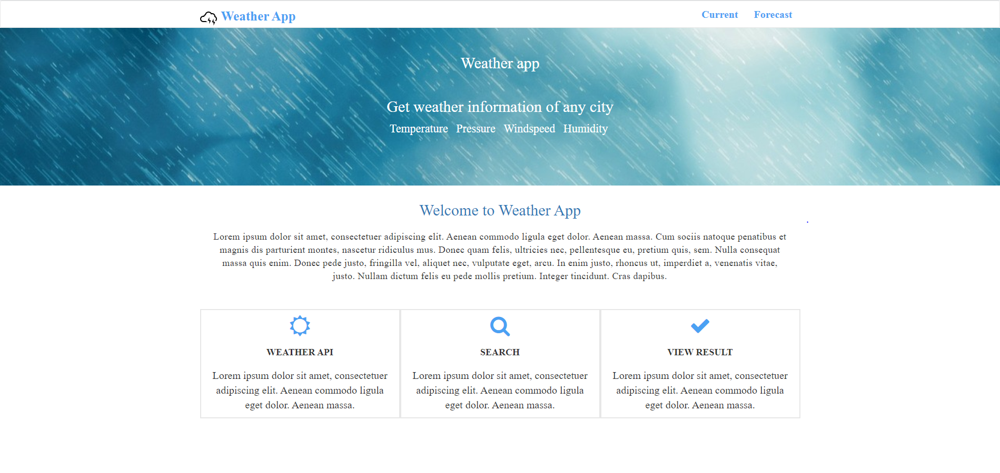 Weather App
Current Forecast
Weather app
Get weather information of any city
Temperature Pressure Windspeed Humidity
Welcome to Weather App
Lorem ipsum dolor sit amet, consectetuer adipiscing elit. Aenean commodo ligula eget dolor. Aenean massa. Cum sociis natoque penatibus et
magnis dis parturient montes, nascetur ridiculus mus. Donec quam felis, ultricies nec, pellentesque eu, pretium quis, sem. Nulla consequat
massa quis enim. Donec pede justo, fringilla vel, aliquet nec, vulputate eget, arcu. In enim justo, rhoncus ut, imperdiet a, venenatis vitae,
justo. Nullam dictum felis eu pede mollis pretium. Integer tincidunt. Cras dapibus.
WEATHER API
Lorem ipsum dolor sit amet, consectetuer
adipiscing elit. Aenean commodo ligula
eget dolor. Aenean massa.
SEARCH
Lorem ipsum dolor sit amet, consectetuer
adipiscing elit. Aenean commodo ligula
eget dolor. Aenean massa.
VIEW RESULT
Lorem ipsum dolor sit amet, consectetuer
adipiscing elit. Aenean commodo ligula
eget dolor. Aenean massa.